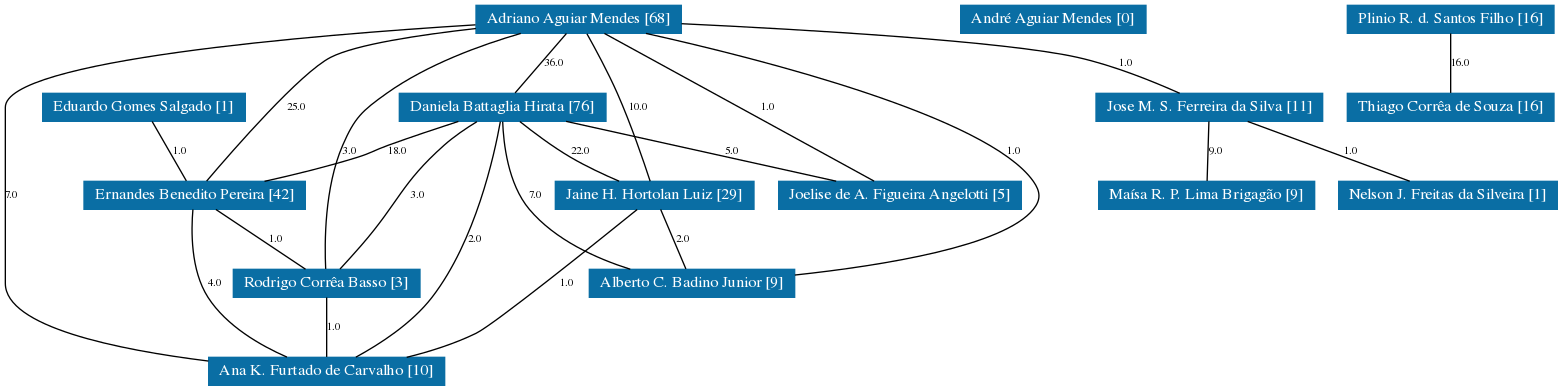 Adriano Aguiar Mendes [68]
André Aguiar Mendes [0]
Plinio R. d. Santos Filho [16]
36.0
1.0
16.0
Eduardo Gomes Salgado [1]
25.0
Daniela Battaglia Hirata [76]
10.0
1.0
Jose M. S. Ferreira da Silva [11]
Thiago Corrêa de Souza [16]
1.0
3.0
18.0
22.0
5.0
1.0
9.0
1.0
7.0
Ernandes Benedito Pereira [42]
3.0
7.0
Jaine H. Hortolan Luiz [29]
Joelise de A. Figueira Angelotti [5]
Maísa R. P. Lima Brigagão [9]
Nelson J. Freitas da Silveira [1]
1.0
2.0
2.0
4.0
Rodrigo Corrêa Basso [3]
1.0
Alberto C. Badino Junior [9]
1.0
Ana K. Furtado de Carvalho [10]